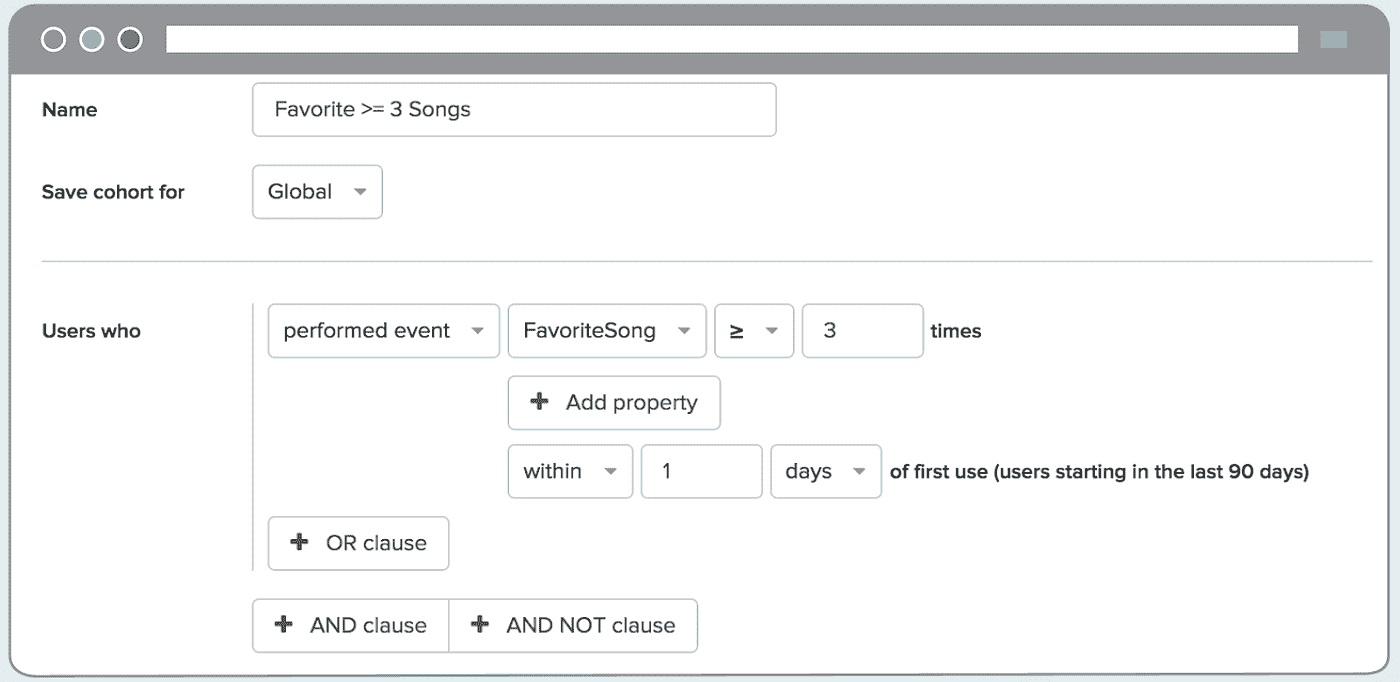 Name Favorite >= 3 Songs
Save cohort for Global
Users who performed event FavoriteSong ≥ 3 times
+ Add property
within 1 days of first use (users starting in the last 90 days)
+ OR clause
+ AND clause + AND NOT clause